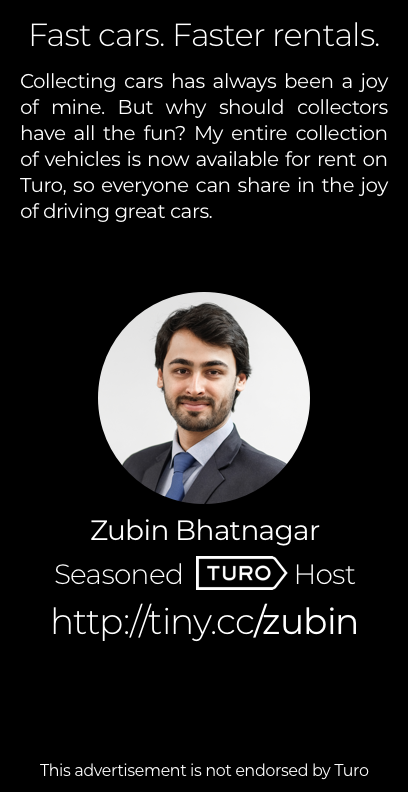 Fast cars. Faster rentals.
Collecting cars has always been a joy
of mine. But why should collectors
have all the fun? My entire collection
of vehicles is now available for rent on
Turo, so everyone can share in the joy
of driving great cars.
Zubin Bhatnagar
Seasoned TURO Host
http://tiny.cc/zubin
This advertisement is not endorsed by Turo